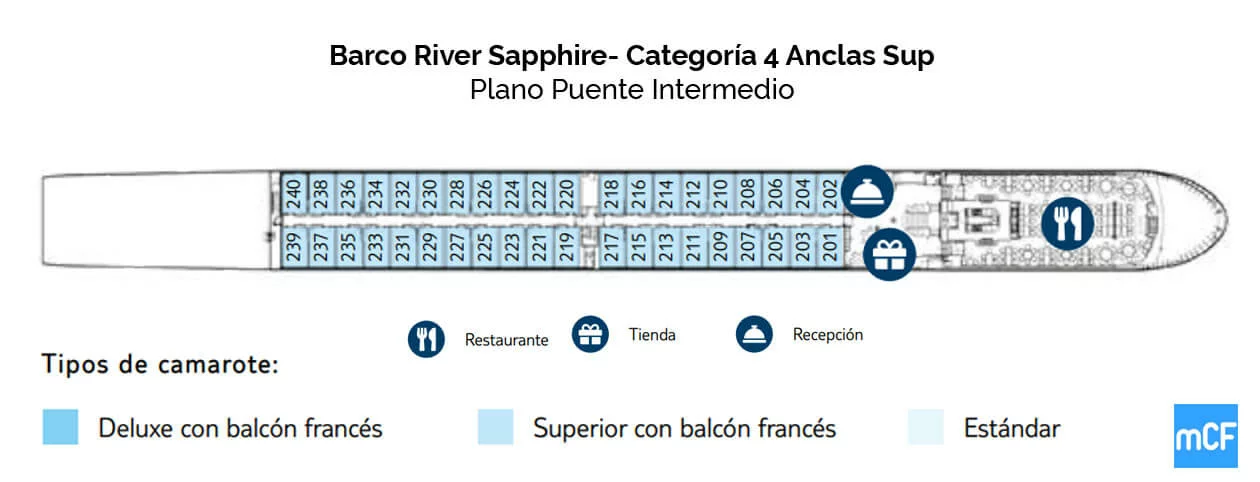 Barco River Sapphire- Categoría 4 Anclas Sup
Plano Puente Intermedio
240 238 236 234 232 230 228 226 224 222 220 218 216 214 212 210 208 206 204 202
239 237 235 233 231 229 227 225 223 221 219 217 215 213 211 209 207 205 203 201
Restaurante Tienda Recepción
Tipos de camarote:
Deluxe con balcón francés Superior con balcón francés Estándar
mCF